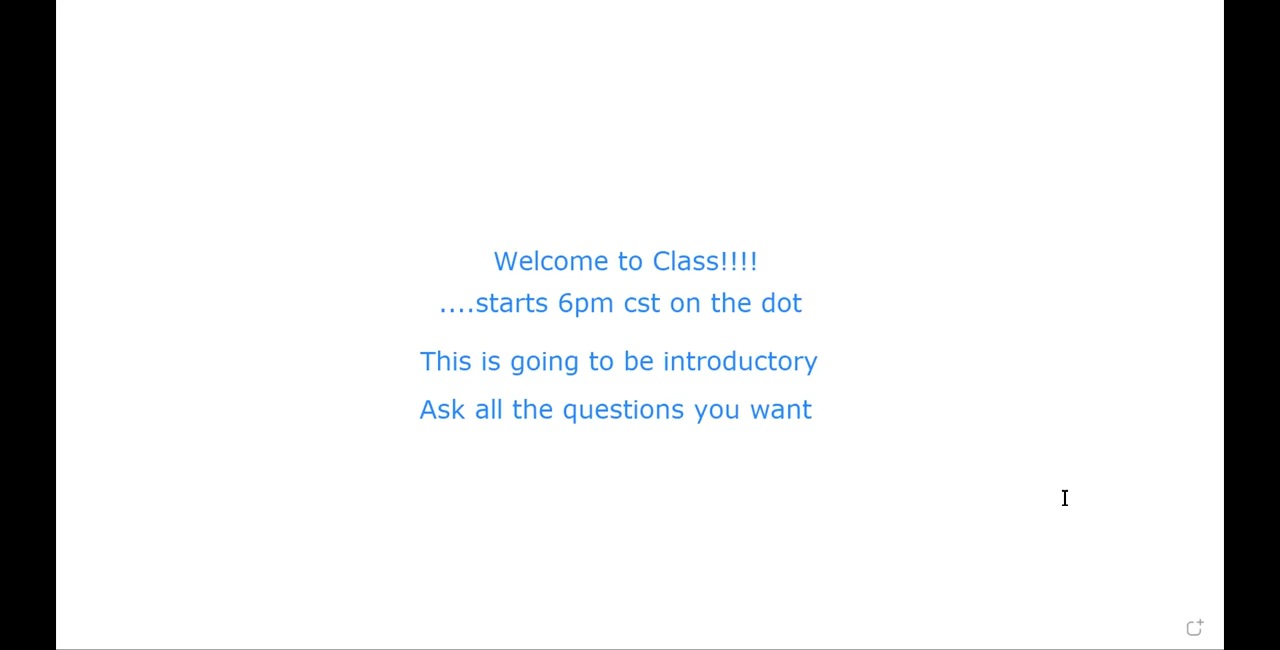 Welcome to Class!!!!
....starts 6pm cst on the dot
This is going to be introductory
Ask all the questions you want